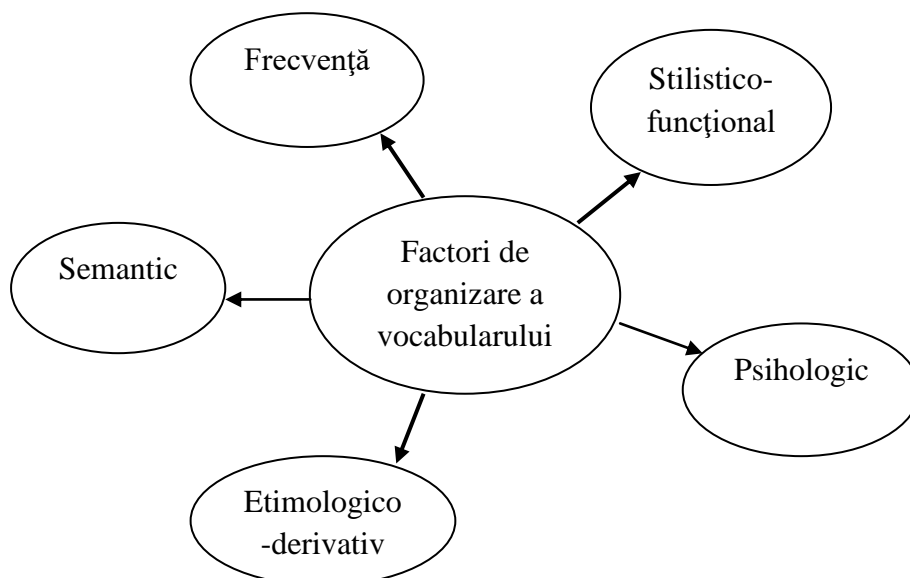 Frecvenţă
Stilistico-
funcţional
Semantic
Factori de
organizare a
vocabularului
Psihologic
Etimologico
-derivativ